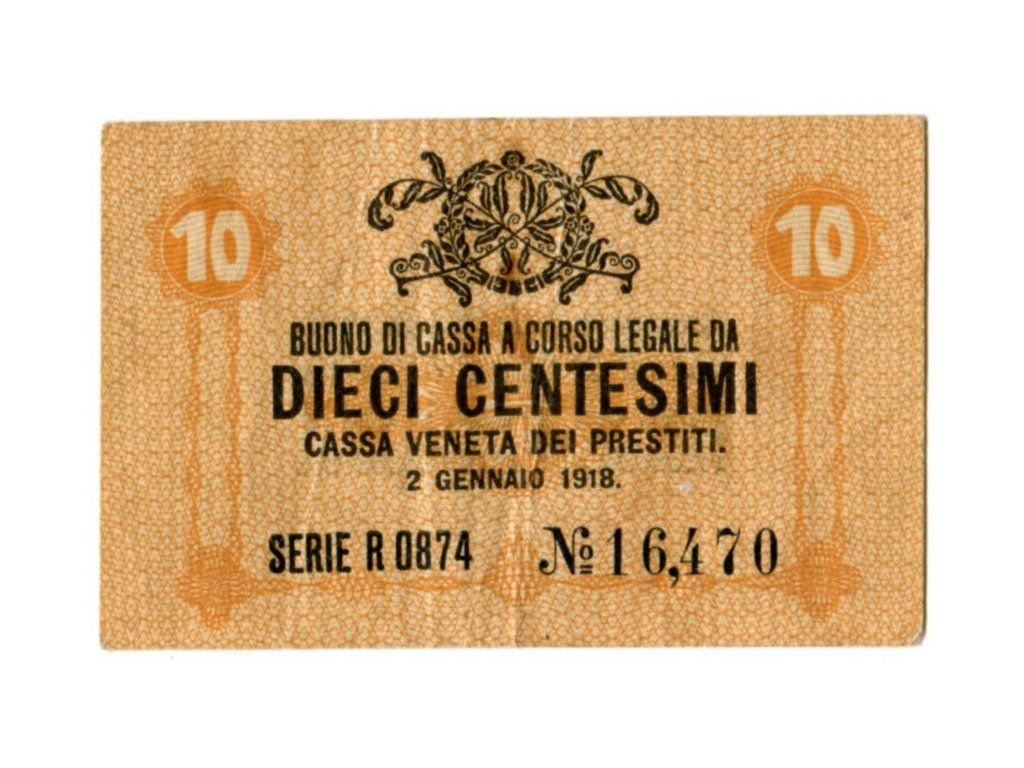 10 10
BUONO DI CASSA A CORSO LEGALE DA
DIECI CENTESIMI
CASSA VENETA DEI PRESTITI.
2 GENNAIO 1918.
SERIE R 0874 № 16,470